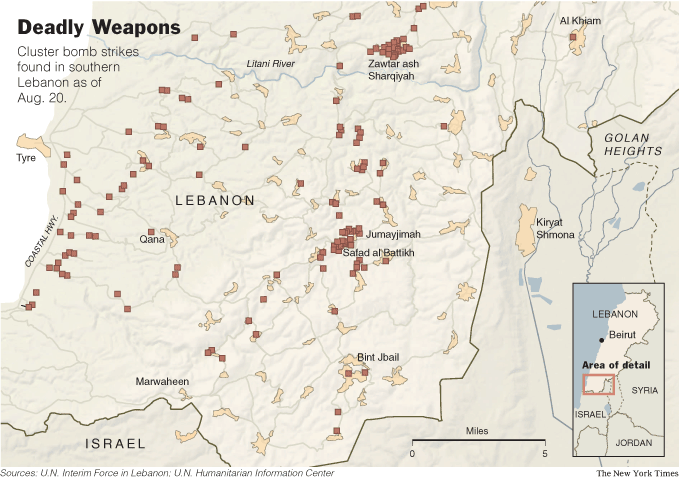 Deadly Weapons
Cluster bomb strikes
found in southern
Lebanon as of
Aug. 20.
Al Khiam
Litani River
Zawtar ash
Sharqiyah
GOLAN
HEIGHTS
Tyre
LEBANON
COASTAL HWY.
Qana
Jumayjimah
Safad al Battikh
Kiryat
Shmona
LEBANON
Beirut
Area of detail
SYRIA
ISRAEL
JORDAN
Bint Jbail
Marwaheen
ISRAEL
Miles
0
5
Sources: U.N. Interim Force in Lebanon; U.N. Humanitarian Information Center
The New York Times